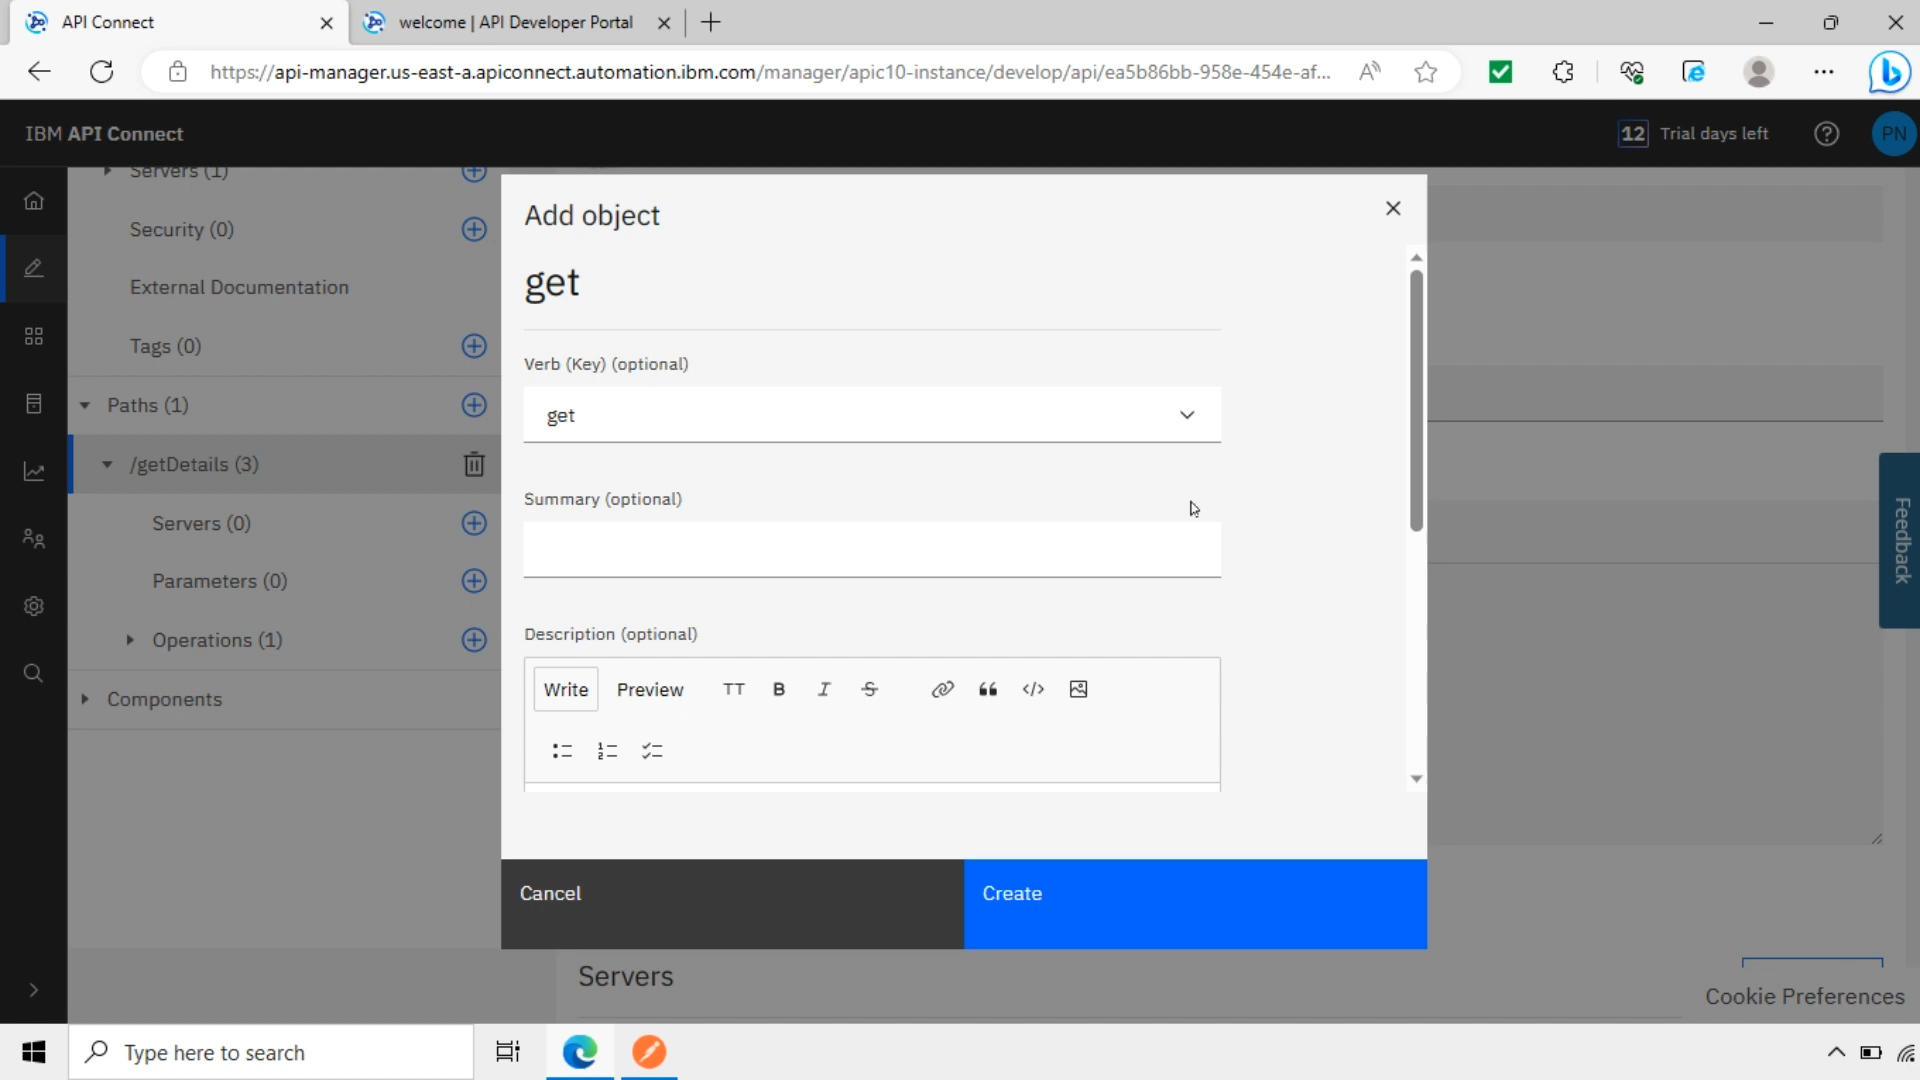 API Connect
welcome | API Developer Portal
https://api-manager.us-east-a.apiconnect.automation.ibm.com/manager/apic10-instance/develop/api/ea5b86bb-958e-454e-af...
IBM API Connect
12 Trial days left
PN
Servers (1)
Security (0)
External Documentation
Tags (0)
Paths (1)
/getDetails (3)
Servers (0)
Parameters (0)
Operations (1)
Components
Add object
get
Verb (Key) (optional)
get
Summary (optional)
Description (optional)
Write Preview TT B I S
Cancel
Create
Servers
Feedback
Cookie Preferences
Type here to search